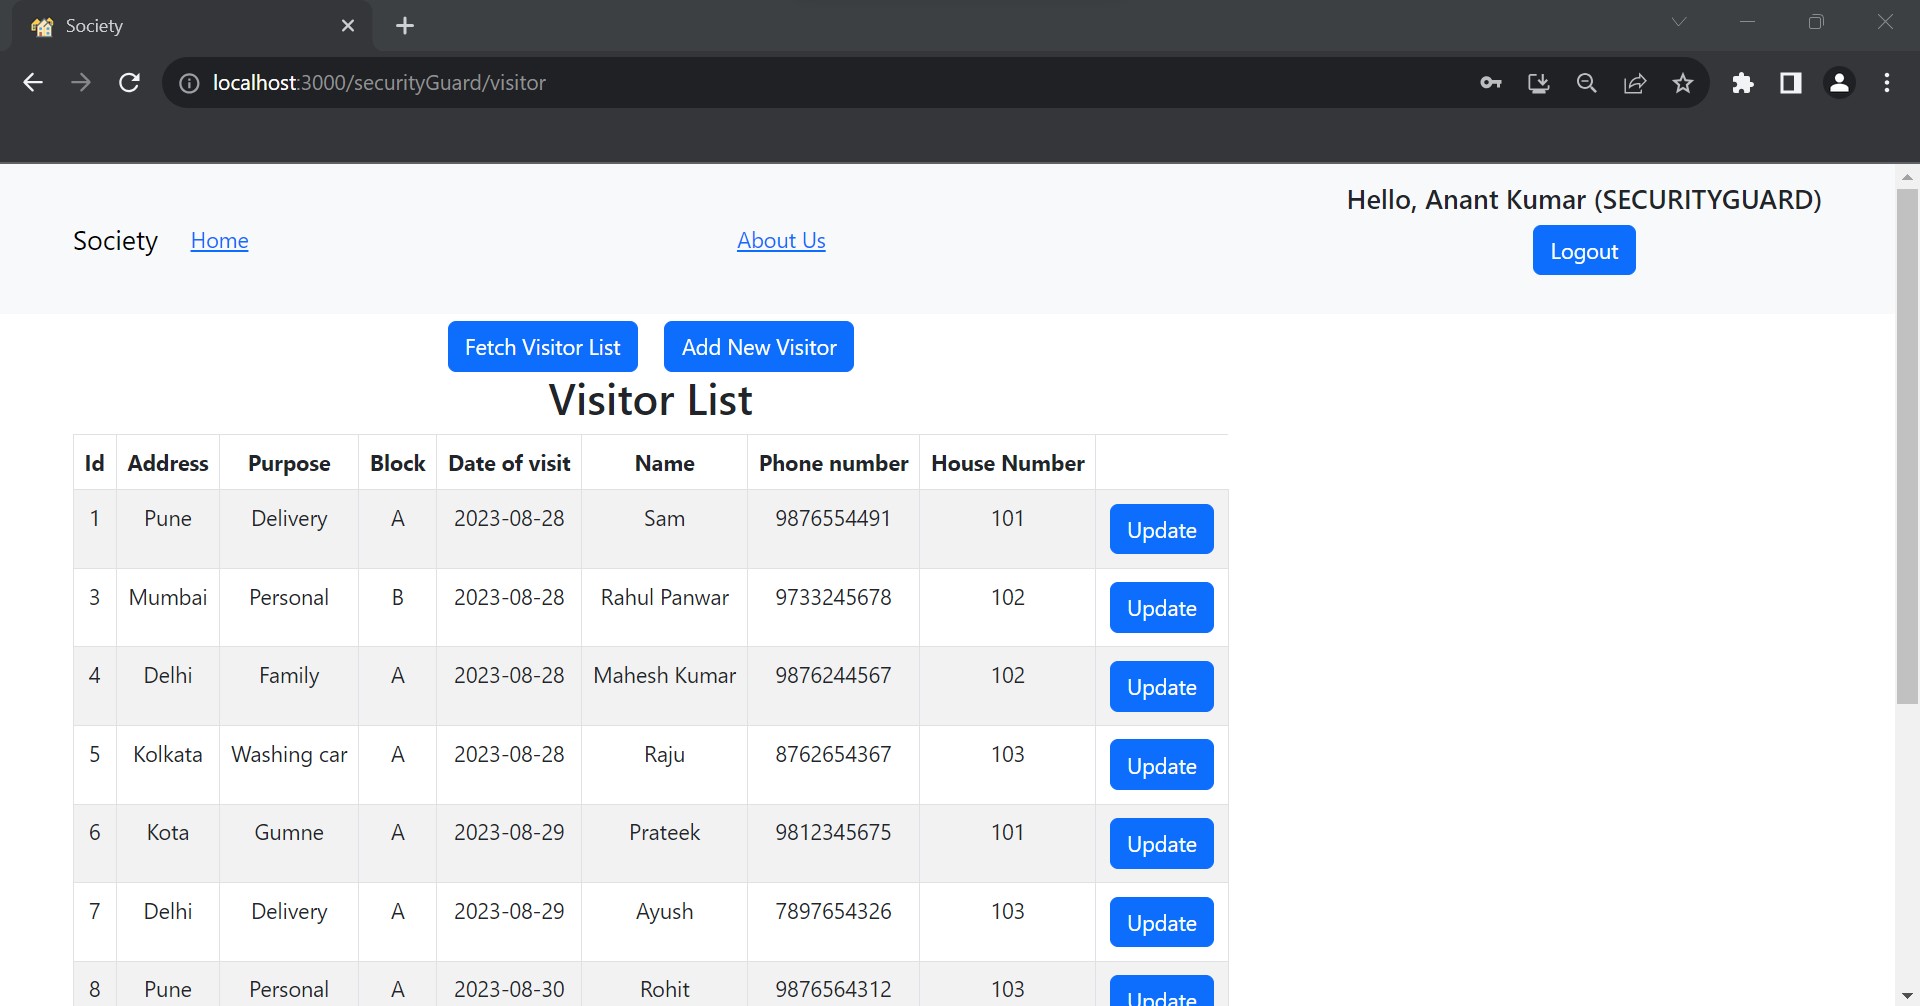 Society
localhost:3000/securityGuard/visitor
Hello, Anant Kumar (SECURITYGUARD)
Society Home About Us
Logout
Fetch Visitor List Add New Visitor
Visitor List
Id Address Purpose Block Date of visit Name Phone number House Number
1 Pune Delivery A 2023-08-28 Sam 9876554491 101 Update
3 Mumbai Personal B 2023-08-28 Rahul Panwar 9733245678 102 Update
4 Delhi Family A 2023-08-28 Mahesh Kumar 9876244567 102 Update
5 Kolkata Washing car A 2023-08-28 Raju 8762654367 103 Update
6 Kota Gumne A 2023-08-29 Prateek 9812345675 101 Update
7 Delhi Delivery A 2023-08-29 Ayush 7897654326 103 Update
8 Pune Personal A 2023-08-30 Rohit 9876564312 103 Update